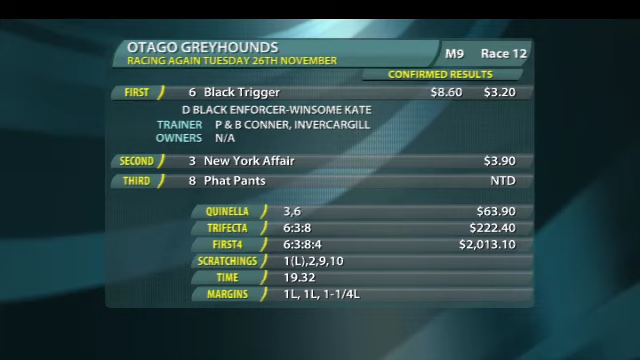 OTAGO GREYHOUNDS M9 Race 12
RACING AGAIN TUESDAY 26TH NOVEMBER
CONFIRMED RESULTS
FIRST 6 Black Trigger $8.60 $3.20
D BLACK ENFORCER-WINSOME KATE
TRAINER P & B CONNER, INVERCARGILL
OWNERS N/A
SECOND 3 New York Affair $3.90
THIRD 8 Phat Pants NTD
QUINELLA 3,6 $63.90
TRIFECTA 6:3:8 $222.40
FIRST4 6:3:8:4 $2,013.10
SCRATCHINGS 1(L),2,9,10
TIME 19.32
MARGINS 1L, 1L, 1-1/4L